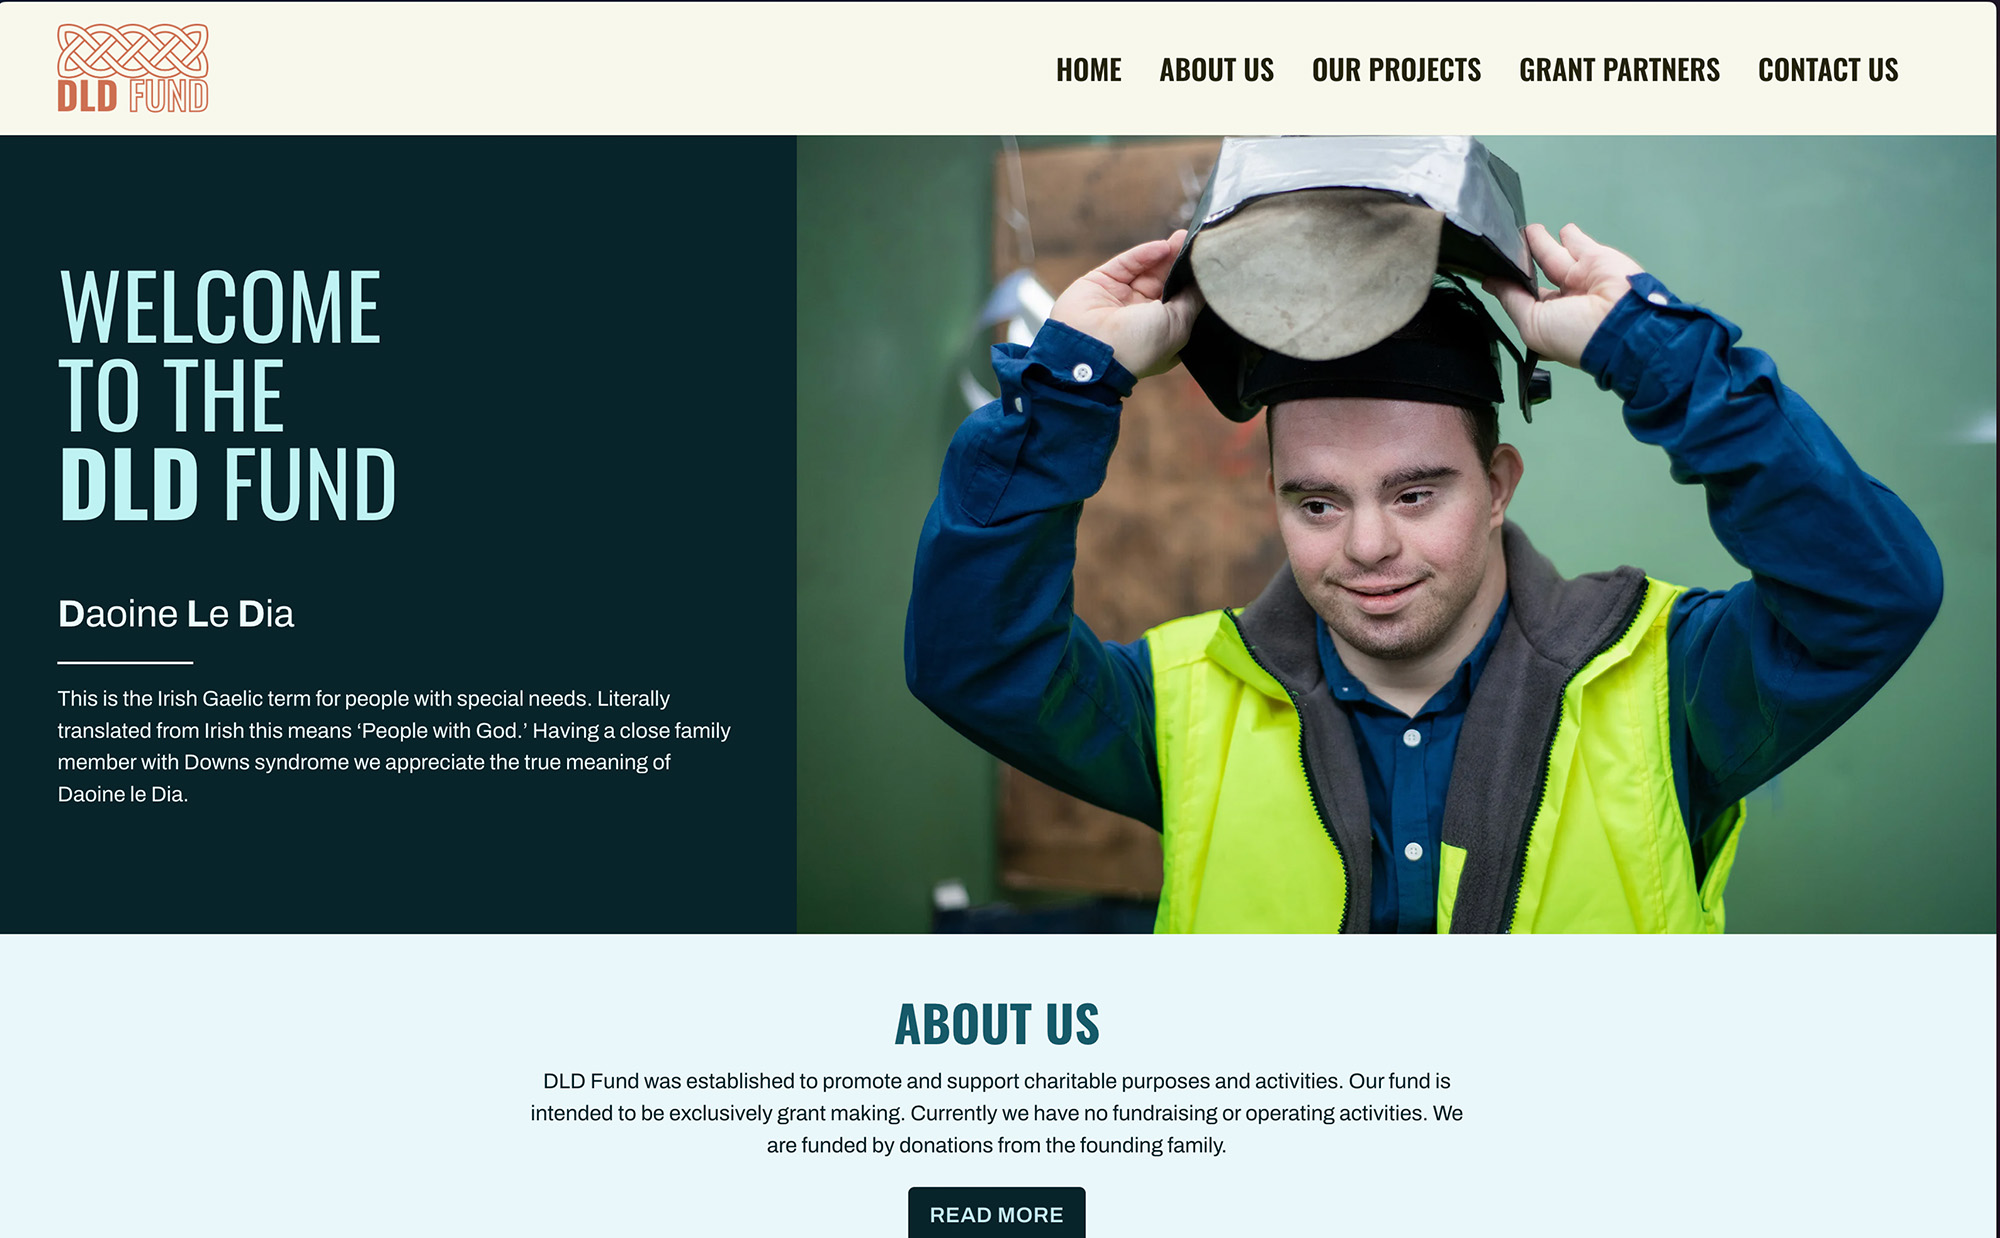 DLD FUND
HOME ABOUT US OUR PROJECTS GRANT PARTNERS CONTACT US
WELCOME
TO THE
DLD FUND
Daoine Le Dia
This is the Irish Gaelic term for people with special needs. Literally
translated from Irish this means ‘People with God.’ Having a close family
member with Downs syndrome we appreciate the true meaning of
Daoine le Dia.
ABOUT US
DLD Fund was established to promote and support charitable purposes and activities. Our fund is
intended to be exclusively grant making. Currently we have no fundraising or operating activities. We
are funded by donations from the founding family.
READ MORE